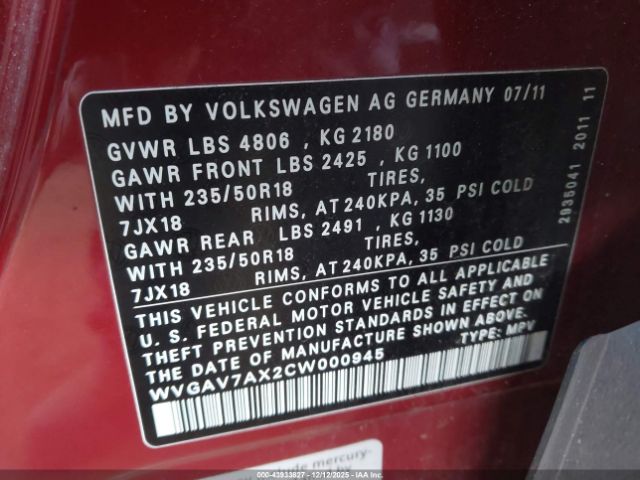 MFD BY VOLKSWAGEN AG GERMANY 07/11
GVWR LBS 4806 , KG 2180
GAWR FRONT LBS 2425 , KG 1100
WITH 235/50R18 TIRES,
7JX18 RIMS, AT 240KPA, 35 PSI COLD
GAWR REAR LBS 2491 , KG 1130
WITH 235/50R18 TIRES,
7JX18 RIMS, AT 240KPA, 35 PSI COLD
THIS VEHICLE CONFORMS TO ALL APPLICABLE
U. S. FEDERAL MOTOR VEHICLE SAFETY AND
THEFT PREVENTION STANDARDS IN EFFECT ON
THE DATE OF MANUFACTURE SHOWN ABOVE.
WVGAV7AX2CW000945 TYPE: MPV
2935041 2011 11
mercury-
by
000-43933827 - 12/12/2025 - IAAI